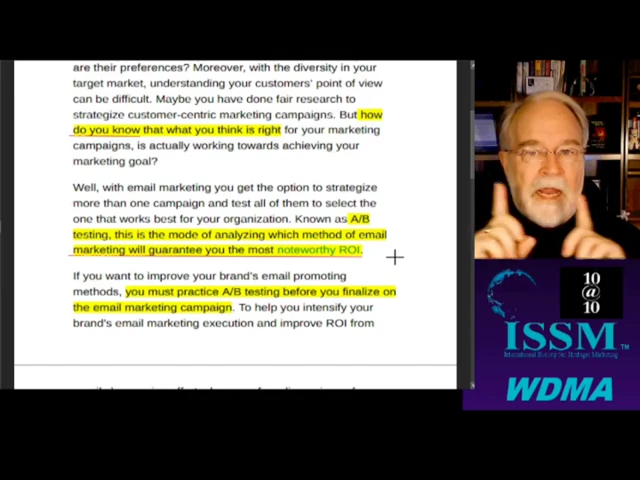 are their preferences? Moreover, with the diversity in your
target market, understanding your customers' point of view
can be difficult. Maybe you have done fair research to
strategize customer-centric marketing campaigns. But how
do you know that what you think is right for your marketing
campaigns, is actually working towards achieving your
marketing goal?
Well, with email marketing you get the option to strategize
more than one campaign and test all of them to select the
one that works best for your organization. Known as A/B
testing, this is the mode of analyzing which method of email
marketing will guarantee you the most noteworthy ROI.
If you want to improve your brand's email promoting
methods, you must practice A/B testing before you finalize on
the email marketing campaign. To help you intensify your
brand's email marketing execution and improve ROI from
10
@
10
ISSM TM
International Society for Strategic Marketing
WDMA